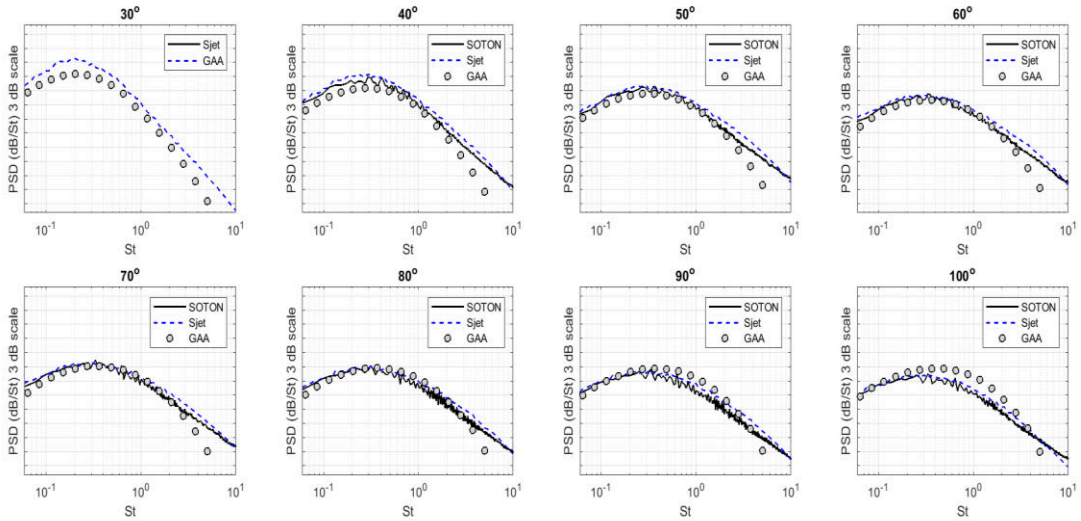 30°
PSD (dB/St) 3 dB scale
Sjet
GAA
10⁻¹ 10⁰ 10¹
St
40°
PSD (dB/St) 3 dB scale
SOTON
Sjet
GAA
10⁻¹ 10⁰ 10¹
St
50°
PSD (dB/St) 3 dB scale
SOTON
Sjet
GAA
10⁻¹ 10⁰ 10¹
St
60°
PSD (dB/St) 3 dB scale
SOTON
Sjet
GAA
10⁻¹ 10⁰ 10¹
St
70°
PSD (dB/St) 3 dB scale
SOTON
Sjet
GAA
10⁻¹ 10⁰ 10¹
St
80°
PSD (dB/St) 3 dB scale
SOTON
Sjet
GAA
10⁻¹ 10⁰ 10¹
St
90°
PSD (dB/St) 3 dB scale
SOTON
Sjet
GAA
10⁻¹ 10⁰ 10¹
St
100°
PSD (dB/St) 3 dB scale
SOTON
Sjet
GAA
10⁻¹ 10⁰ 10¹
St